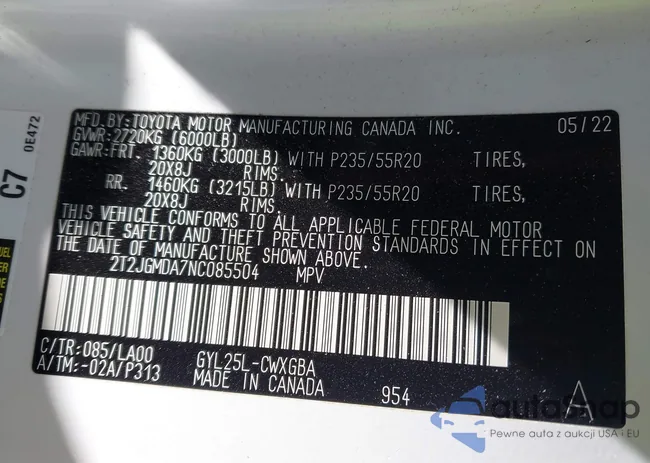 MFD.BY:TOYOTA MOTOR MANUFACTURING CANADA INC. 05/22
GVWR:2720KG (6000LB)
GAWR:FRT. 1360KG (3000LB) WITH P235/55R20 TIRES,
20X8J RIMS.
RR. 1460KG (3215LB) WITH P235/55R20 TIRES,
20X8J RIMS.
THIS VEHICLE CONFORMS TO ALL APPLICABLE FEDERAL MOTOR
VEHICLE SAFETY AND THEFT PREVENTION STANDARDS IN EFFECT ON
THE DATE OF MANUFACTURE SHOWN ABOVE.
2T2JGMDA7NC085504 MPV
C/TR:085/LA00 GYL25L-CWXGBA
A/TM:-02A/P313 MADE IN CANADA 954 A
C7
0E472
autoSnap
Pewne auta z aukcji USA i EU